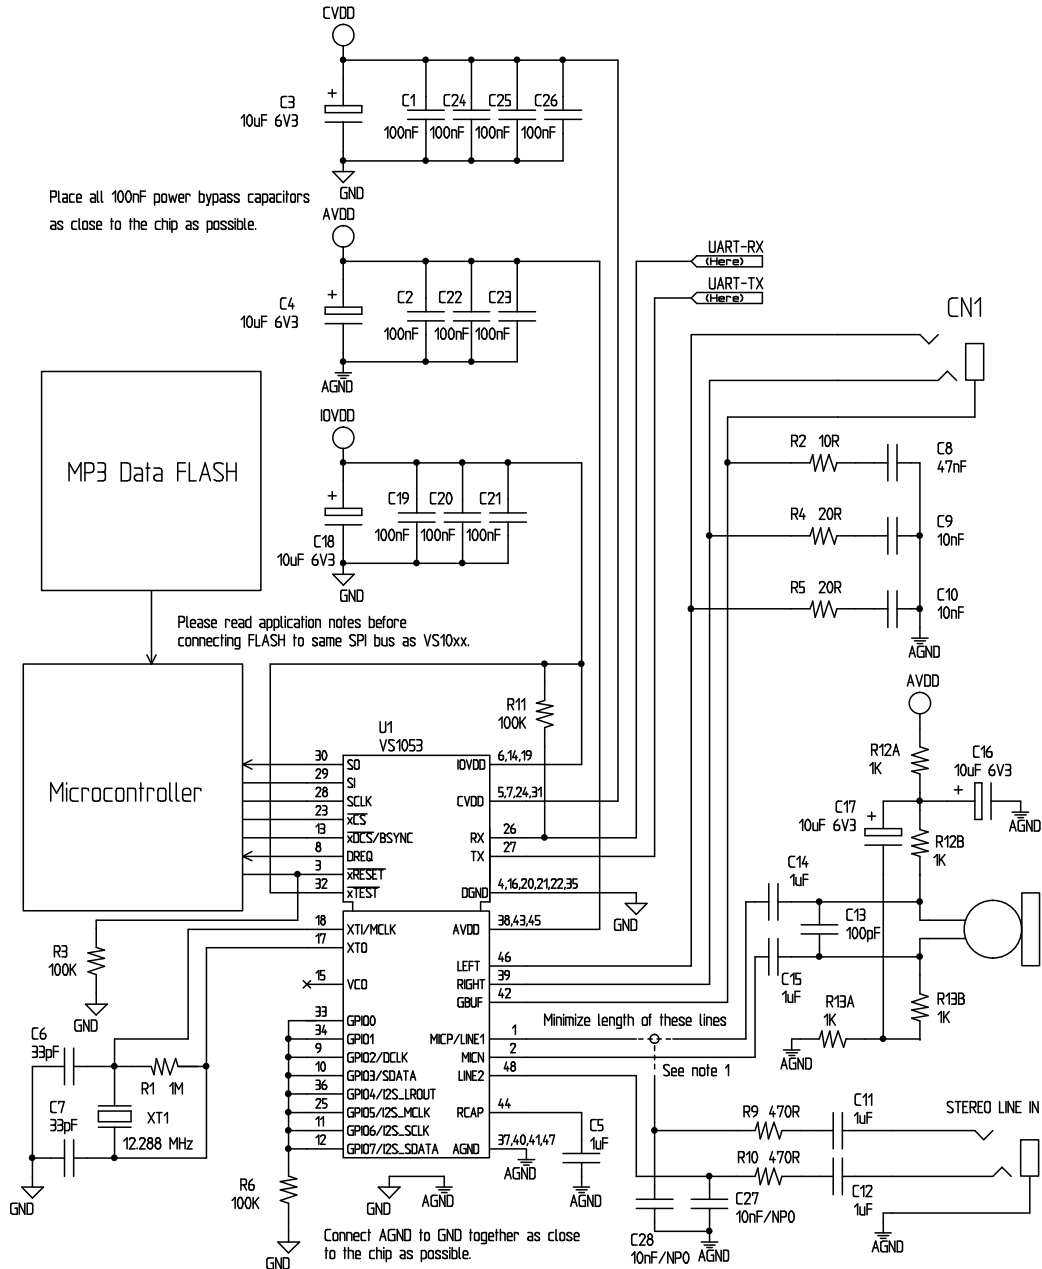 CVDD
C3
10uF 6V3
+
C1 C24 C25 C26
100nF 100nF 100nF 100nF
GND
Place all 100nF power bypass capacitors
as close to the chip as possible.
AVDD
C4
10uF 6V3
+
C2 C22 C23
100nF 100nF 100nF
AGND
UART-RX
(Here)
UART-TX
(Here)
CN1
IOVDD
MP3 Data FLASH
+
C18
10uF 6V3
C19 C20 C21
100nF 100nF 100nF
GND
R2 10R
C8
47nF
R4 20R
C9
10nF
R5 20R
C10
10nF
AGND
Please read application notes before
connecting FLASH to same SPI bus as VS10xx.
Microcontroller
R11
100K
U1
VS1053
30 SO
29 SI
28 SCLK
23 xCS
13 xDCS/BSYNC
8 DREQ
3 xRESET
32 xTEST
18 XTI/MCLK
17 XTO
15 VCO
33 GPIO0
34 GPIO1
9 GPIO2/DCLK
10 GPIO3/SDATA
36 GPIO4/I2S_LROUT
25 GPIO5/I2S_MCLK
11 GPIO6/I2S_SCLK
12 GPIO7/I2S_SDATA
IOVDD 6,14,19
CVDD 5,7,24,31
RX 26
TX 27
DGND 4,16,20,21,22,35
GND
AVDD 38,43,45
LEFT 46
RIGHT 39
GBUF 42
MICP/LINE1 1
MICN 2
LINE2 48
RCAP 44
AGND 37,40,41,47
AGND
AVDD
R12A
1K
C16
10uF 6V3
+
AGND
C17
10uF 6V3
+
R12B
1K
C14
1uF
C13
100pF
C15
1uF
R13A
1K
R13B
1K
AGND
Minimize length of these lines
See note 1
R3
100K
GND
C6
33pF
R1 1M
C7
33pF
XT1
12.288 MHz
GND
R6
100K
GND
GND
AGND
Connect AGND to GND together as close
to the chip as possible.
C5
1uF
AGND
STEREO LINE IN
R9 470R
C11
1uF
R10 470R
C12
1uF
C27
10nF/NPO
C28
10nF/NPO
AGND
AGND